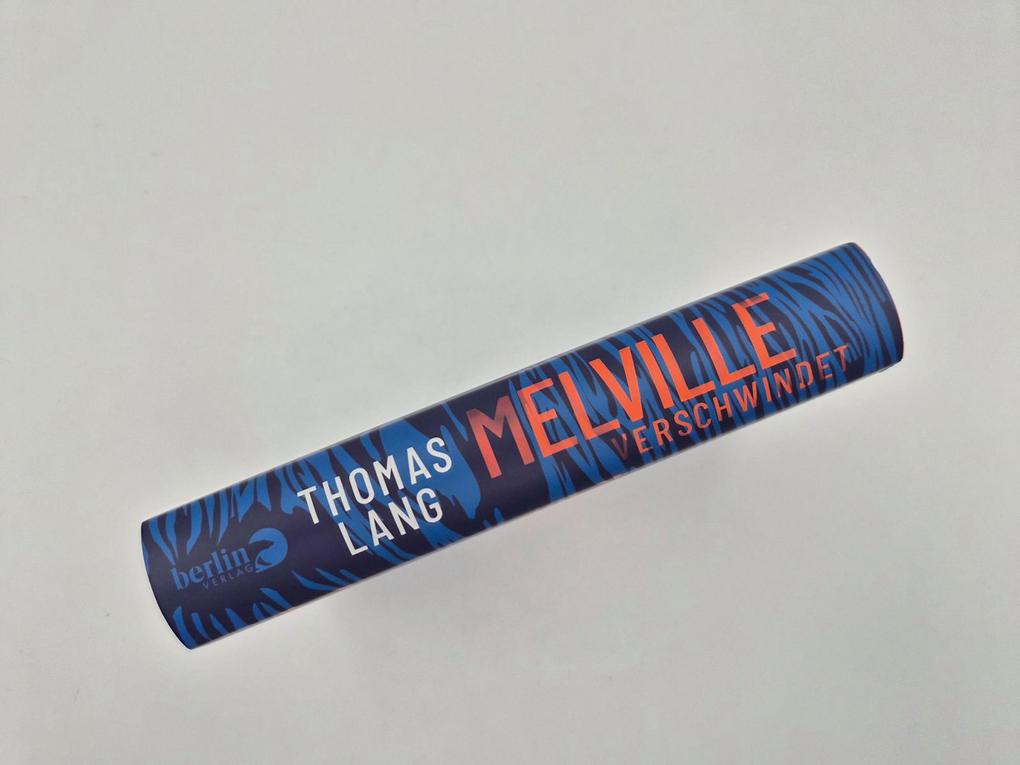 berlin
VERLAG
THOMAS
LANG
MELVILLE
VERSCHWINDET